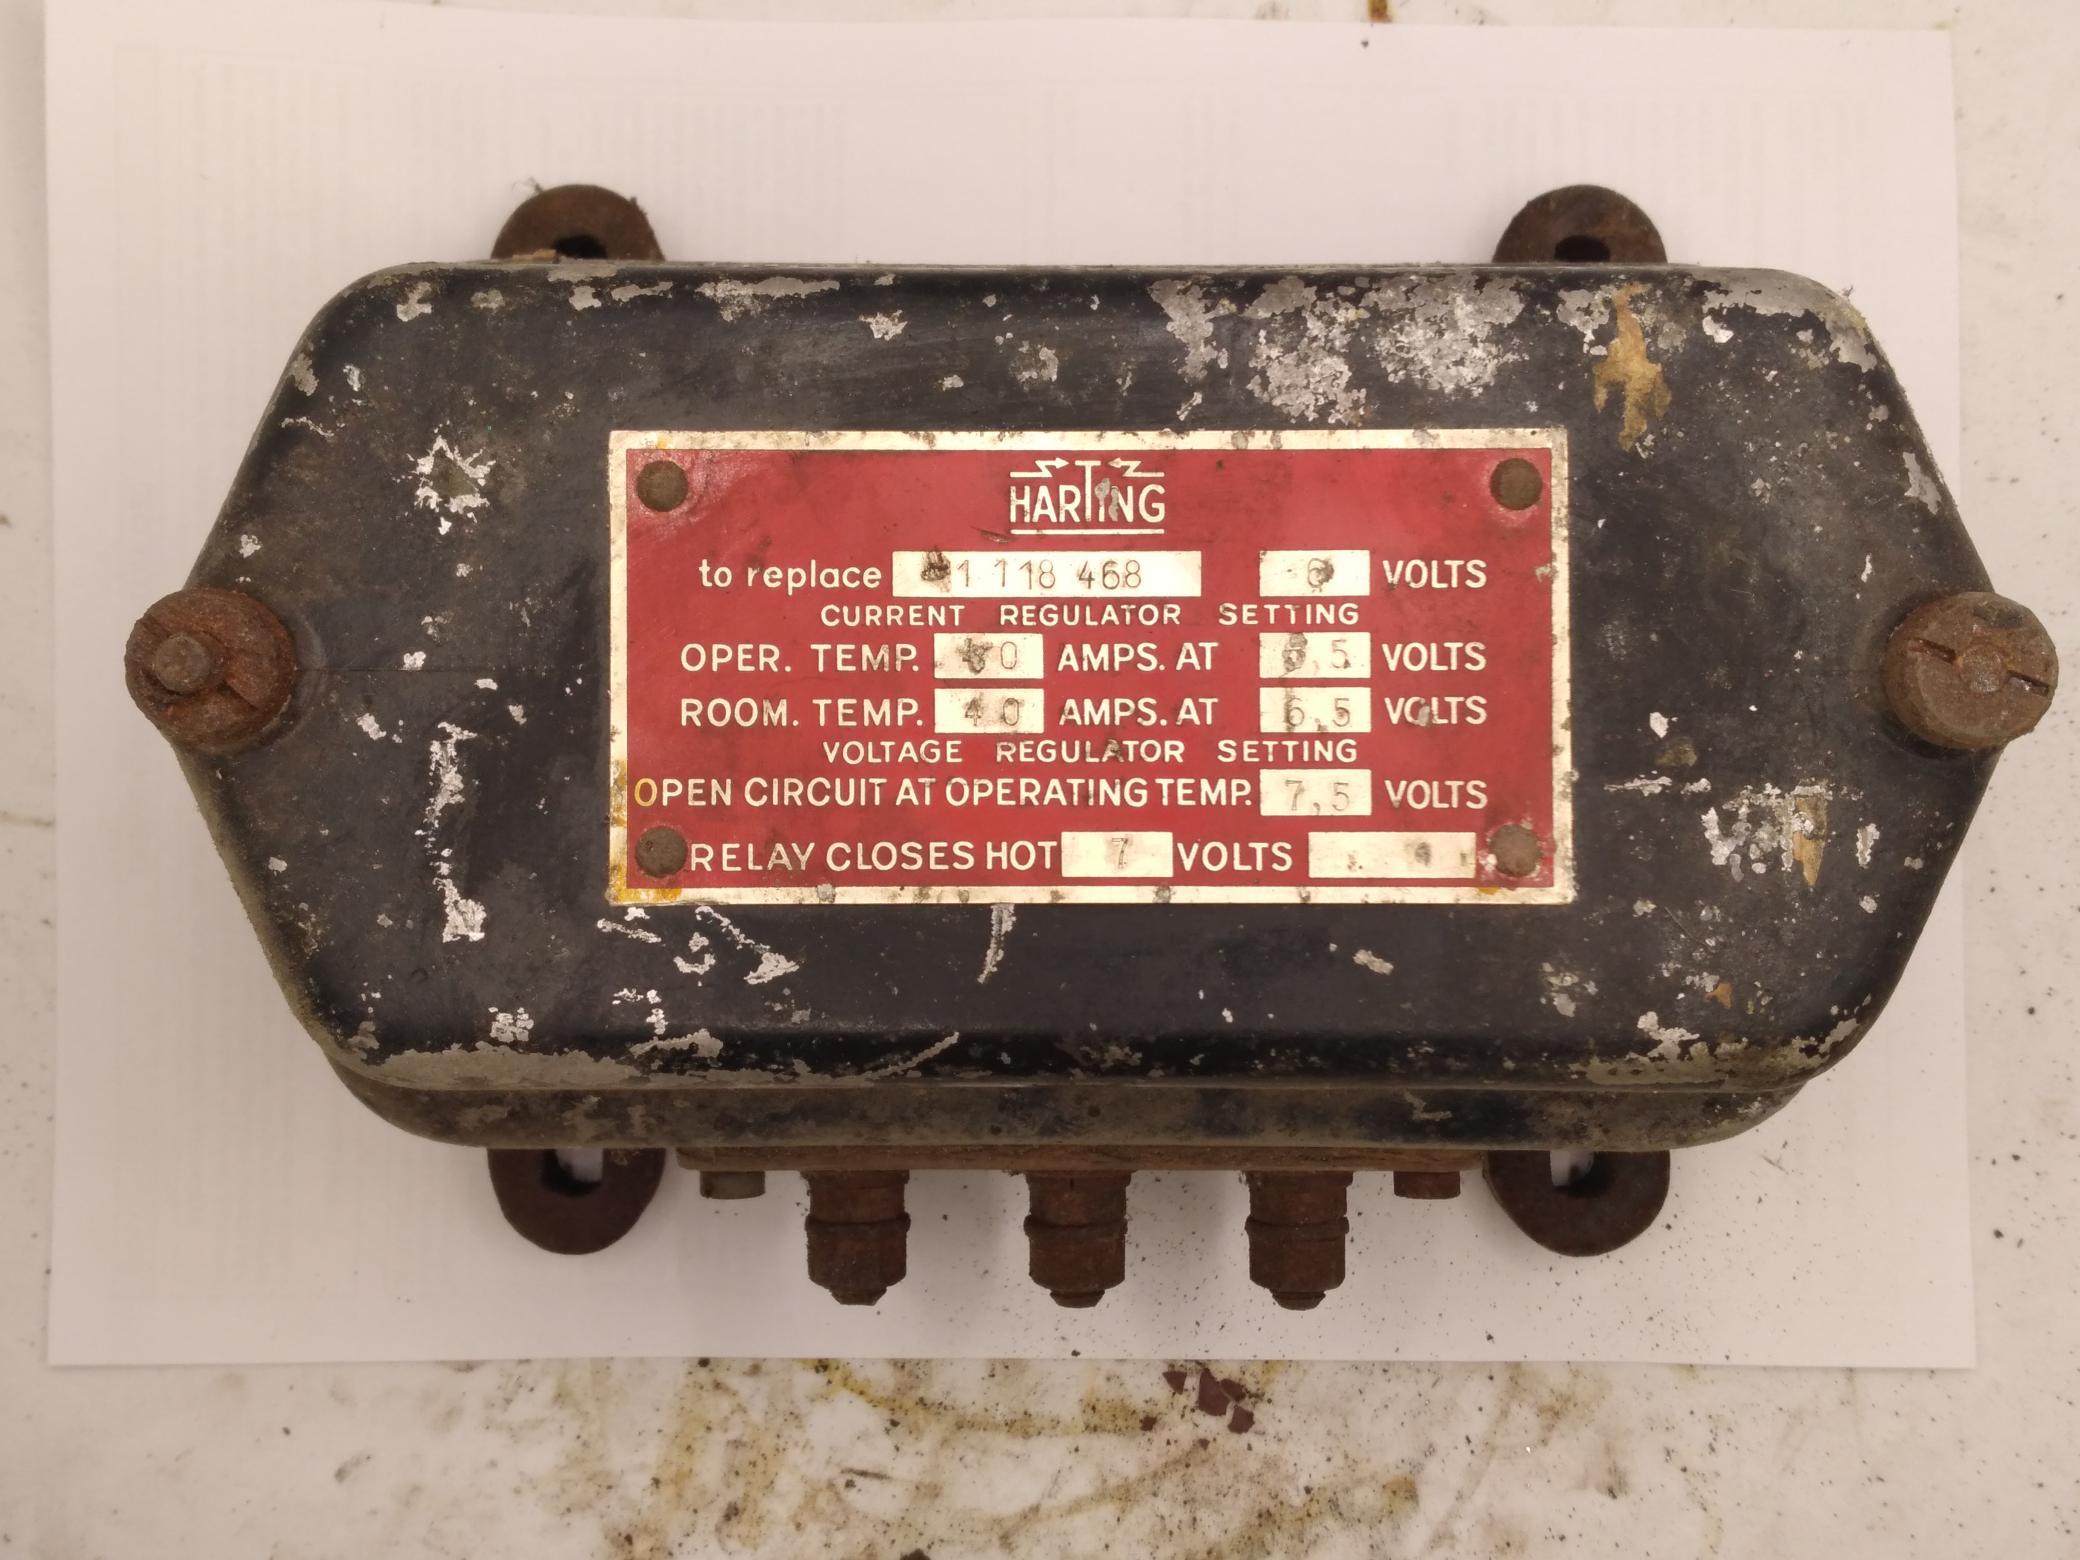 HARTING
to replace 1 118 468 6 VOLTS
CURRENT REGULATOR SETTING
OPER. TEMP. AMPS. AT VOLTS
ROOM. TEMP. 40 AMPS. AT 6,5 VOLTS
VOLTAGE REGULATOR SETTING
OPEN CIRCUIT AT OPERATING TEMP. 7,5 VOLTS
RELAY CLOSES HOT 7 VOLTS